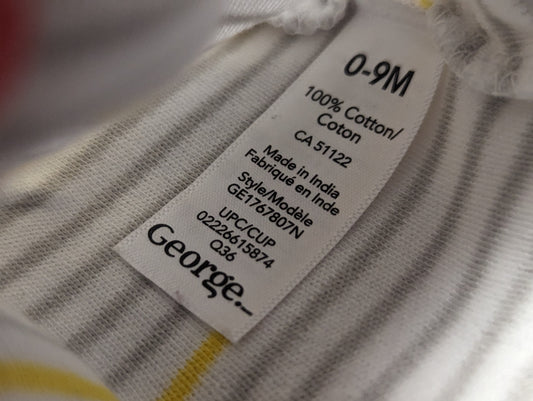 0-9M
100% Cotton/
Coton
CA 51122
Made in India
Fabriqué en Inde
Style/Modèle
GE1767807N
UPC/CUP
02226615874
Q36
George.